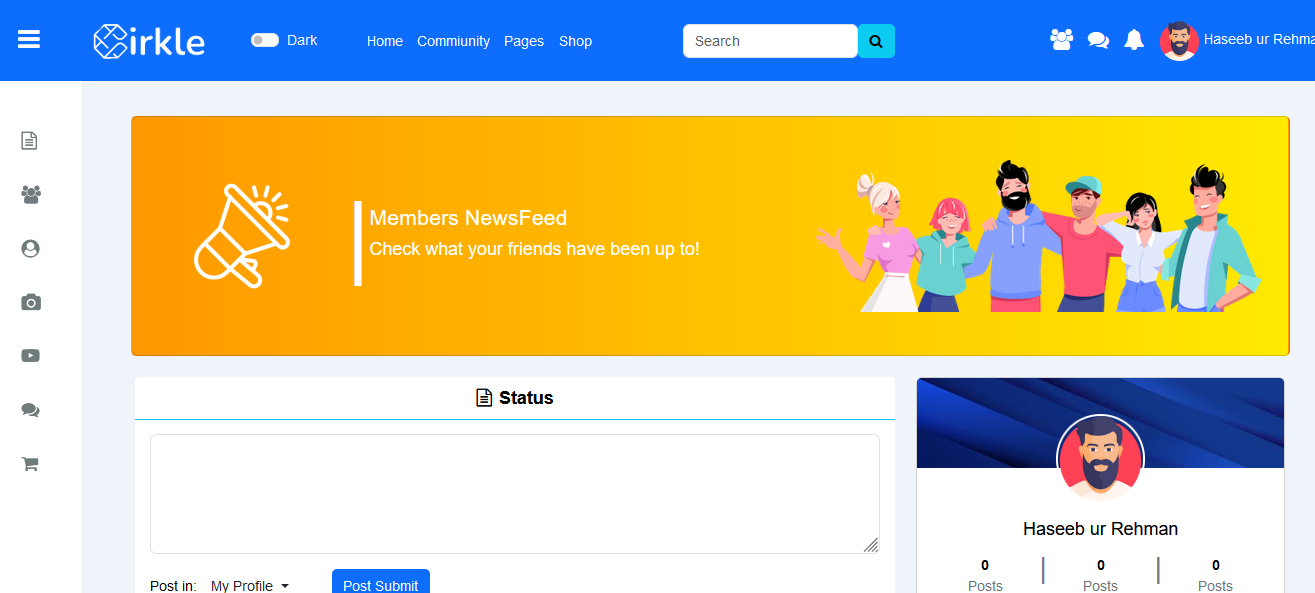 Cirkle
Dark
Home Commiunity Pages Shop
Search
Haseeb ur Rehma
Members NewsFeed
Check what your friends have been up to!
Status
Post in: My Profile
Post Submit
Haseeb ur Rehman
0 0 0
Posts Posts Posts